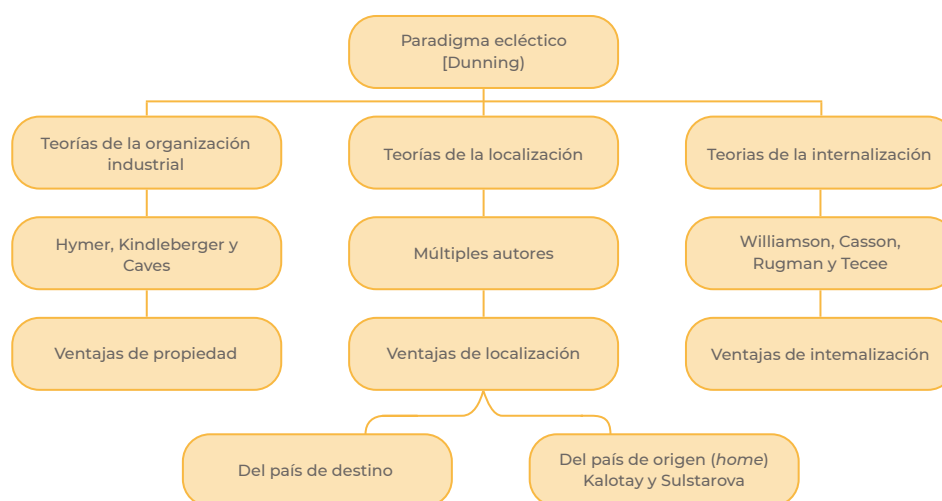 Paradigma ecléctico
[Dunning)
Teorías de la organización
industrial
Teorías de la localización
Teorias de la internalización
Hymer, Kindleberger y
Caves
Múltiples autores
Williamson, Casson,
Rugman y Tecee
Ventajas de propiedad
Ventajas de localización
Ventajas de intemalización
Del país de destino
Del país de origen (home)
Kalotay y Sulstarova